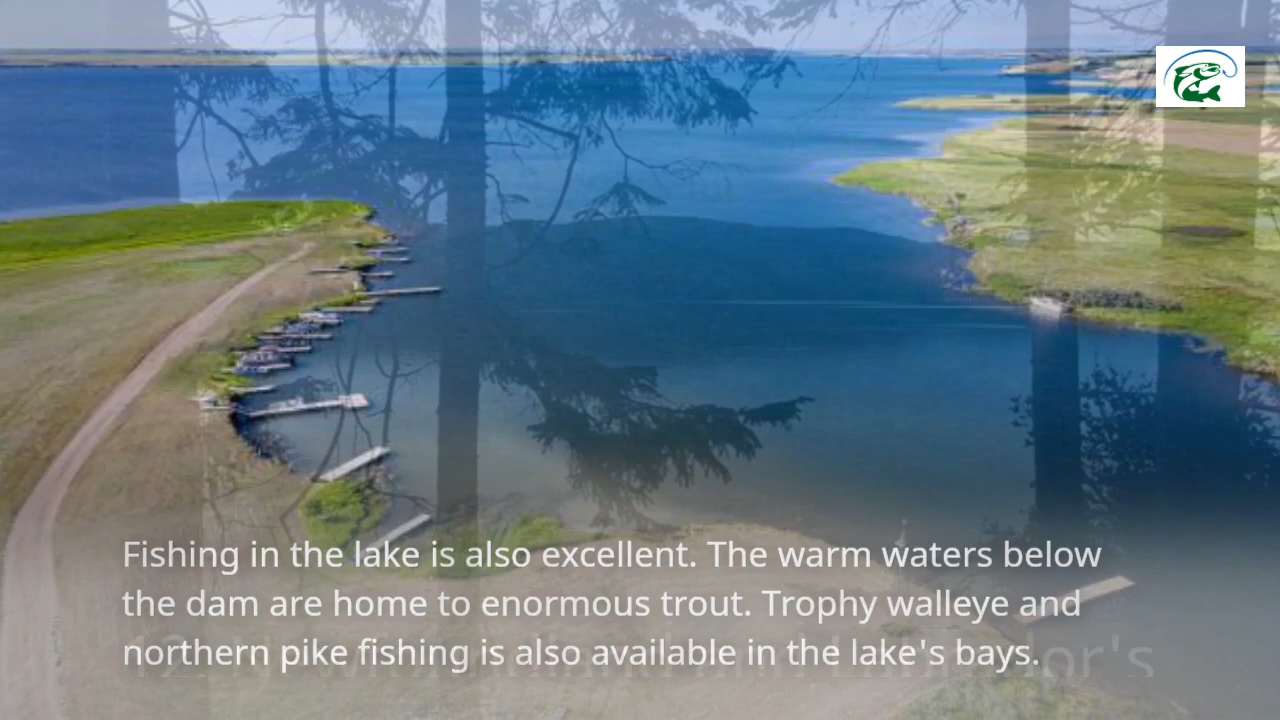 Fishing in the lake is also excellent. The warm waters below
the dam are home to enormous trout. Trophy walleye and
northern pike fishing is also available in the lake's bays.
12.